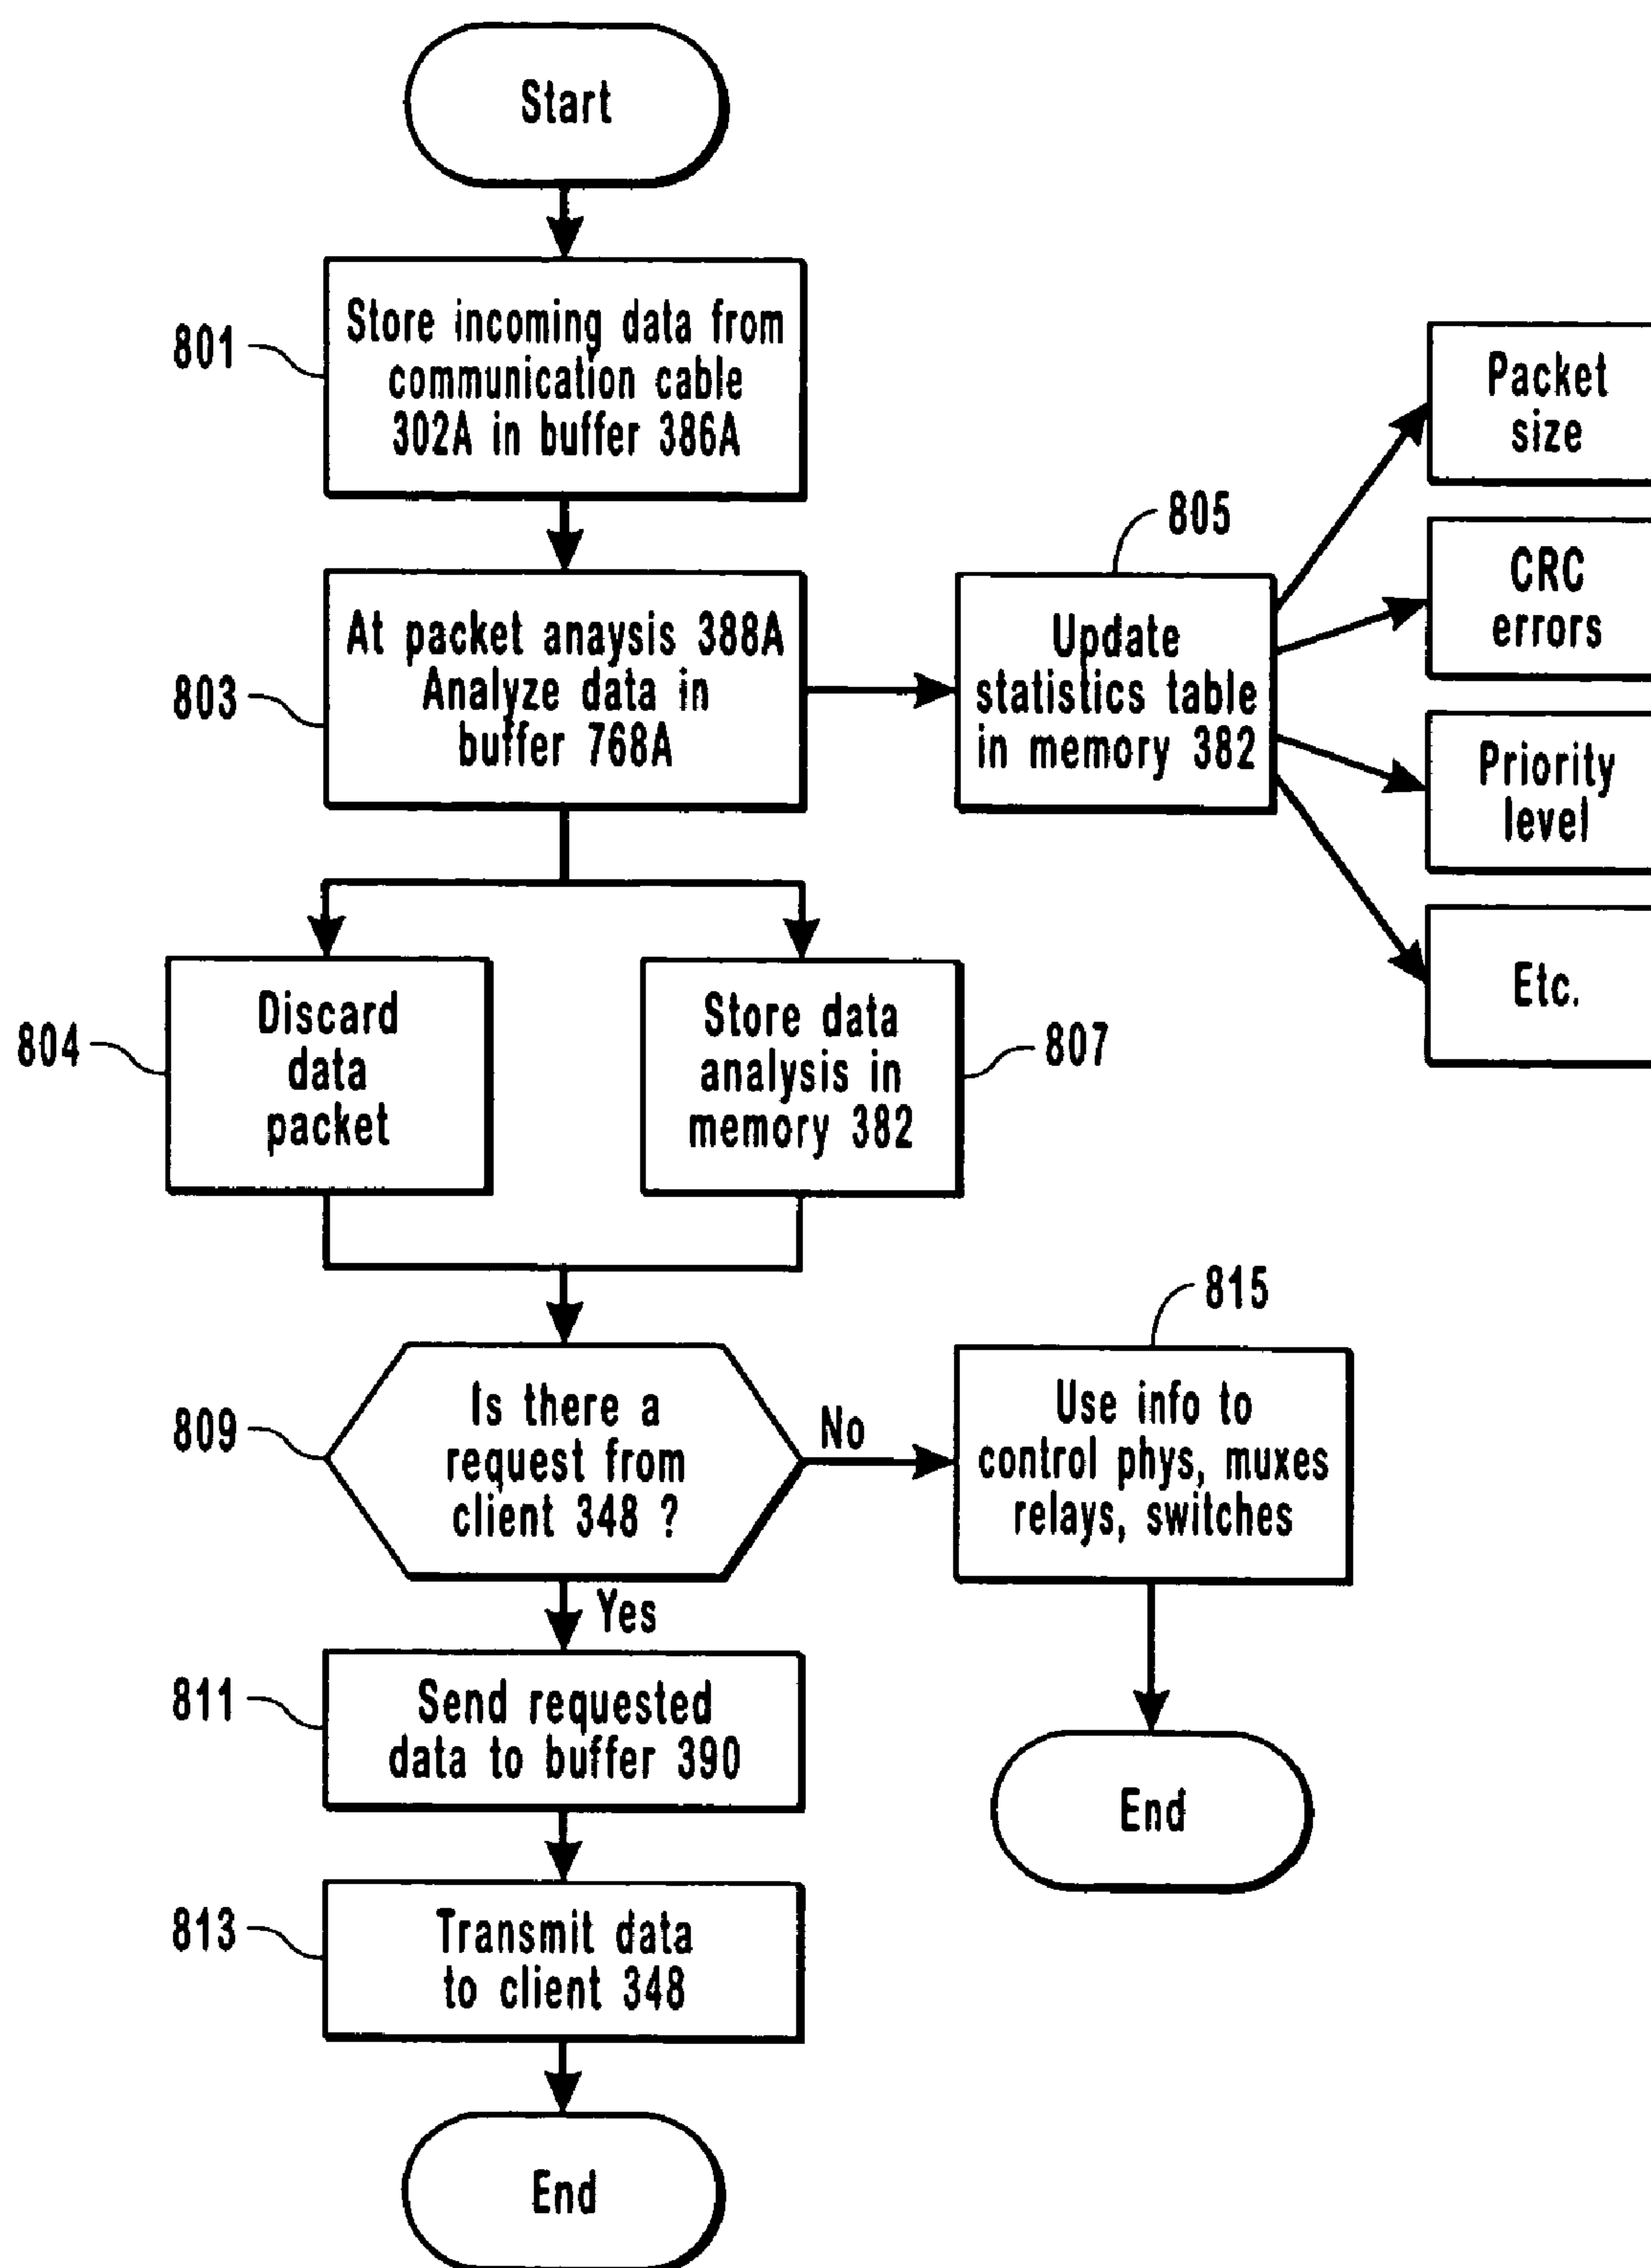 Start
801
Store incoming data from
communication cable
302A in buffer 386A
803
At packet anaysis 388A
Analyze data in
buffer 768A
805
Update
statistics table
in memory 382
Packet
size
CRC
errors
Priority
level
Etc.
804
Discard
data
packet
Store data
analysis in
memory 382
807
809
Is there a
request from
client 348 ?
No
815
Use info to
control phys, muxes
relays, switches
End
Yes
811
Send requested
data to buffer 390
813
Transmit data
to client 348
End